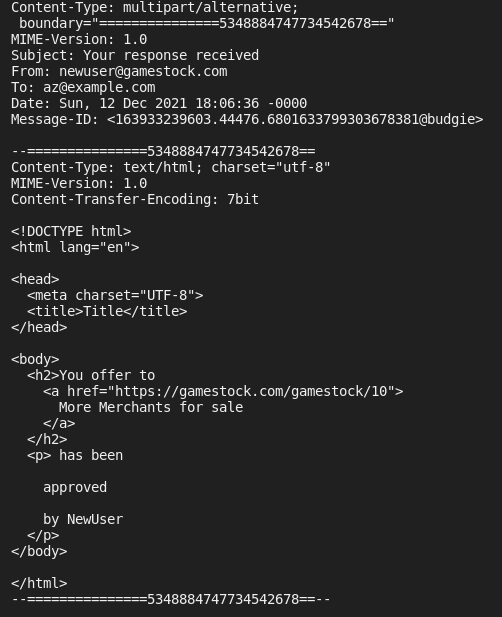 Content-Type: multipart/alternative;
 boundary="===============5348884747734542678=="
MIME-Version: 1.0
Subject: Your response received
From: newuser@gamestock.com
To: az@example.com
Date: Sun, 12 Dec 2021 18:06:36 -0000
Message-ID: <163933239603.44476.6801633799303678381@budgie>

--===============5348884747734542678==
Content-Type: text/html; charset="utf-8"
MIME-Version: 1.0
Content-Transfer-Encoding: 7bit

<!DOCTYPE html>
<html lang="en">

<head>
  <meta charset="UTF-8">
  <title>Title</title>
</head>

<body>
  <h2>You offer to
    <a href="https://gamestock.com/gamestock/10">
      More Merchants for sale
    </a>
  </h2>
  <p> has been

    approved

    by NewUser
  </p>
</body>

</html>
--===============5348884747734542678==--